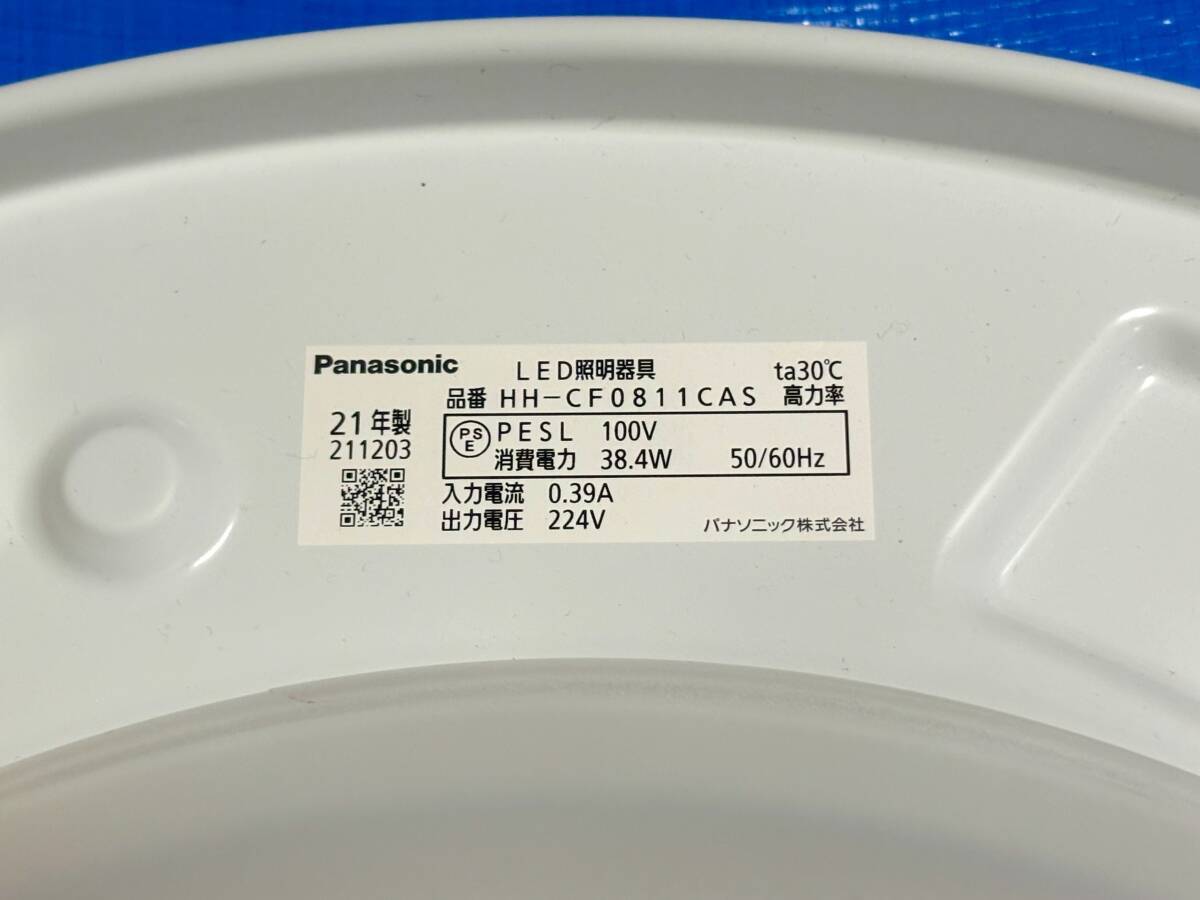 Panasonic LED照明器具 ta30℃
品番 HH-CF0811CAS 高力率
21年製
211203
PSE PESL 100V
消費電力 38.4W 50/60Hz
入力電流 0.39A
出力電圧 224V パナソニック株式会社